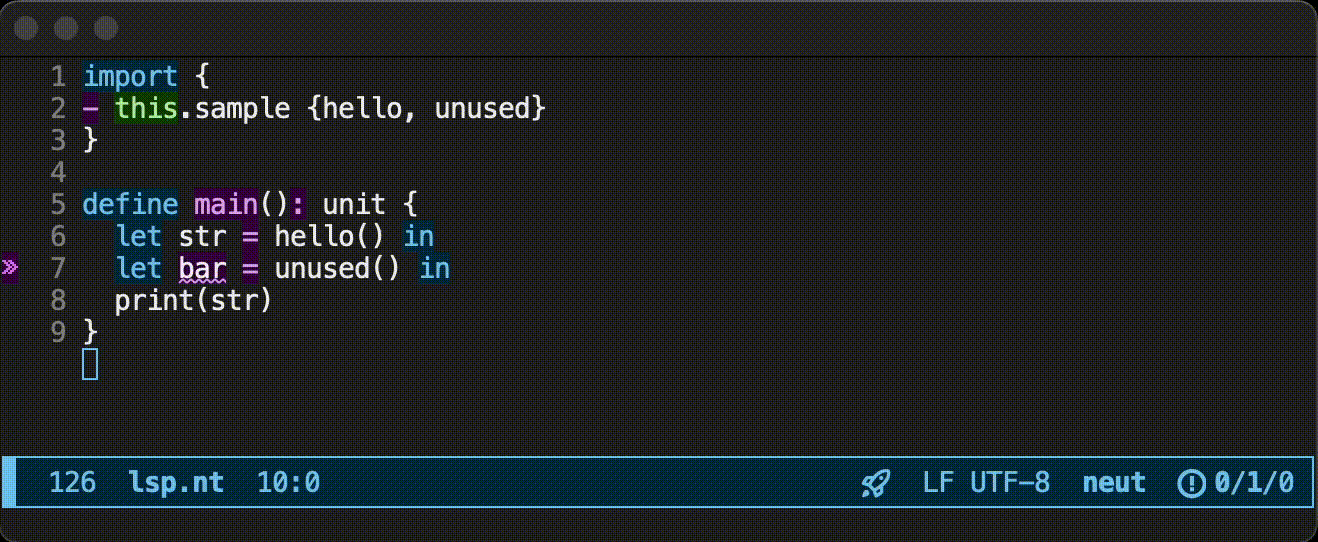 1 import {
2 - this.sample {hello, unused}
3 }
4
5 define main(): unit {
6   let str = hello() in
» 7   let bar = unused() in
8   print(str)
9 }
126 lsp.nt 10:0 LF UTF-8 neut 0/1/0